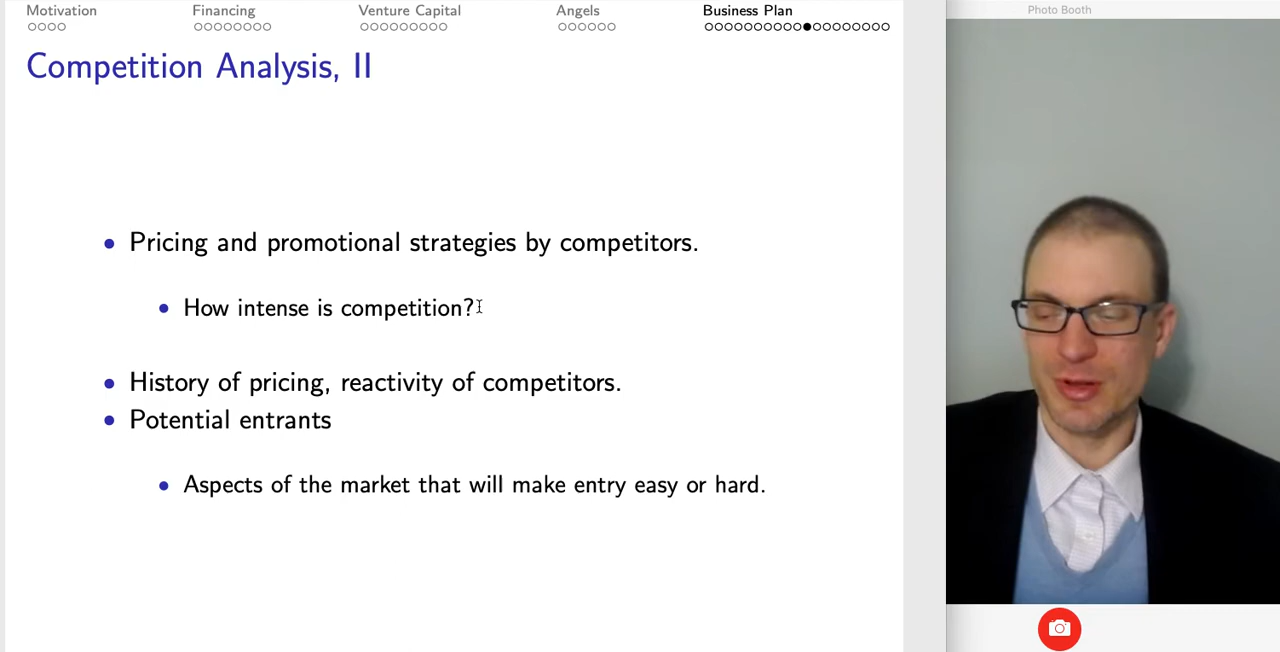 Motivation
Financing
Venture Capital
Angels
Business Plan
Competition Analysis, II
Pricing and promotional strategies by competitors.
How intense is competition?
History of pricing, reactivity of competitors.
Potential entrants
Aspects of the market that will make entry easy or hard.
Photo Booth